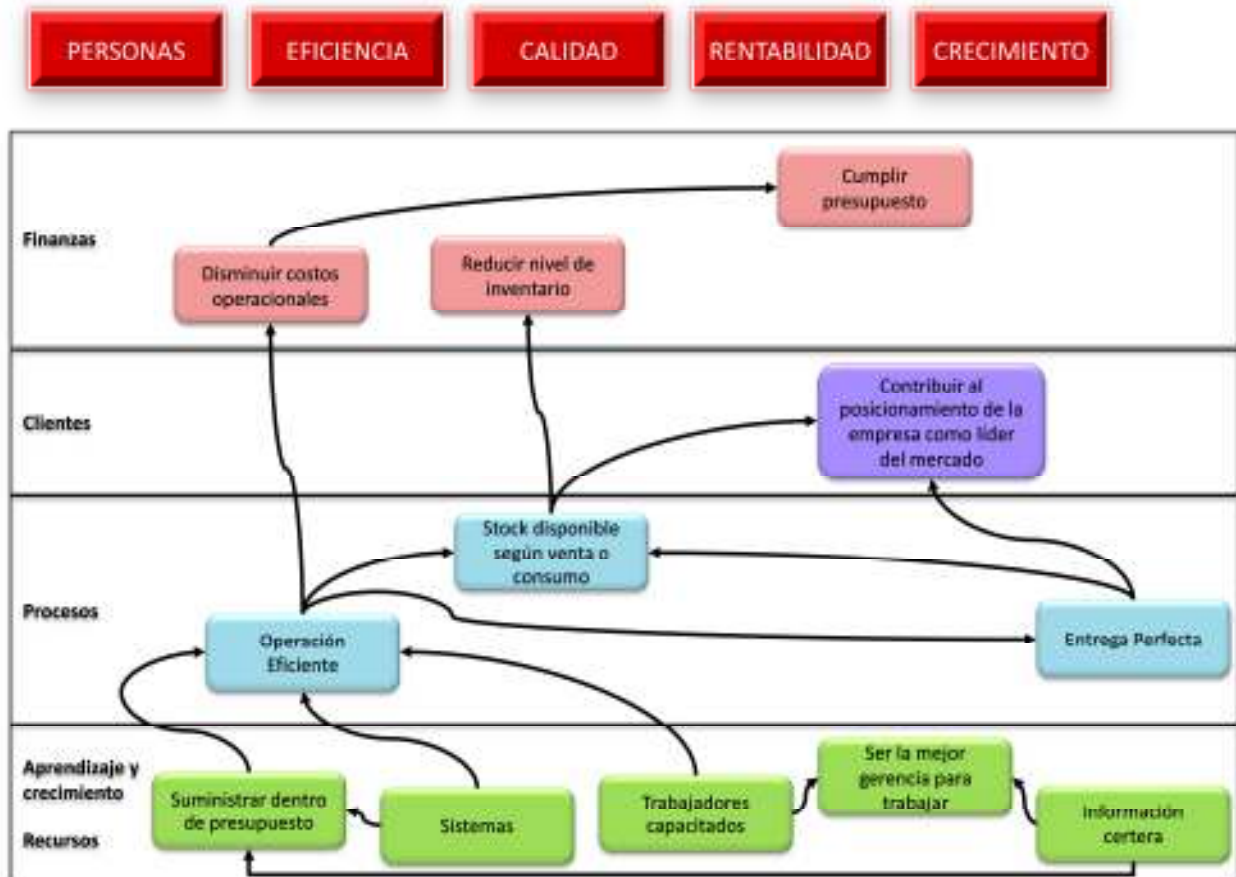 PERSONAS
EFICIENCIA
CALIDAD
RENTABILIDAD
CRECIMIENTO
Finanzas
Cumplir
presupuesto
Disminuir costos
operacionales
Reducir nivel de
inventario
Clientes
Contribuir al
posicionamiento de la
empresa como líder
del mercado
Procesos
Stock disponible
según venta o
consumo
Operación
Eficiente
Entrega Perfecta
Aprendizaje y
crecimiento
Recursos
Suministrar dentro
de presupuesto
Sistemas
Trabajadores
capacitados
Ser la mejor
gerencia para
trabajar
Información
certera